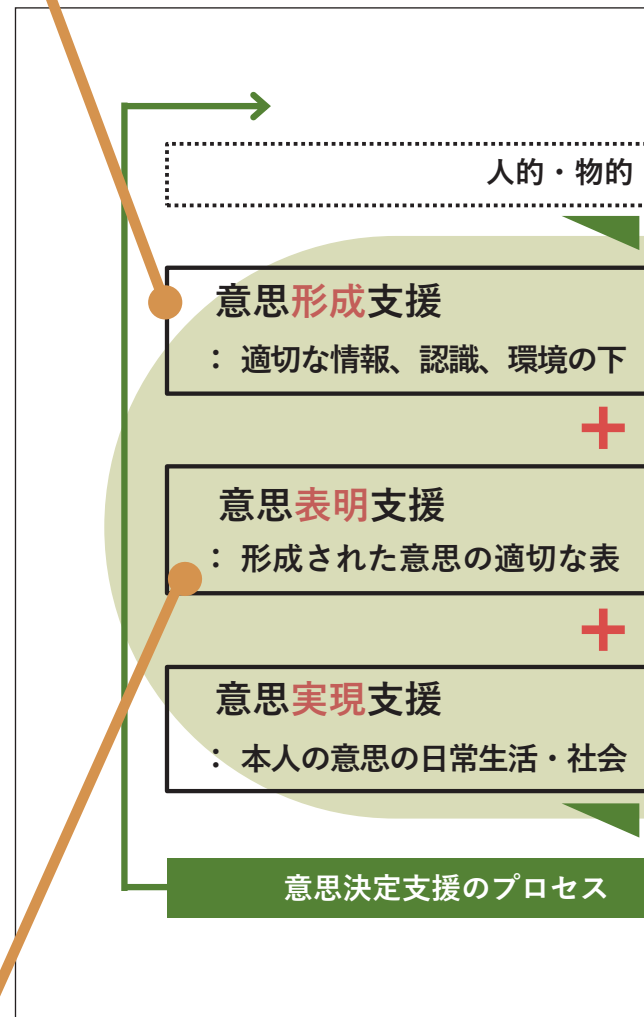 人的・物的
意思形成支援
：適切な情報、認識、環境の下
＋
意思表明支援
：形成された意思の適切な表
＋
意思実現支援
：本人の意思の日常生活・社会
意思決定支援のプロセス